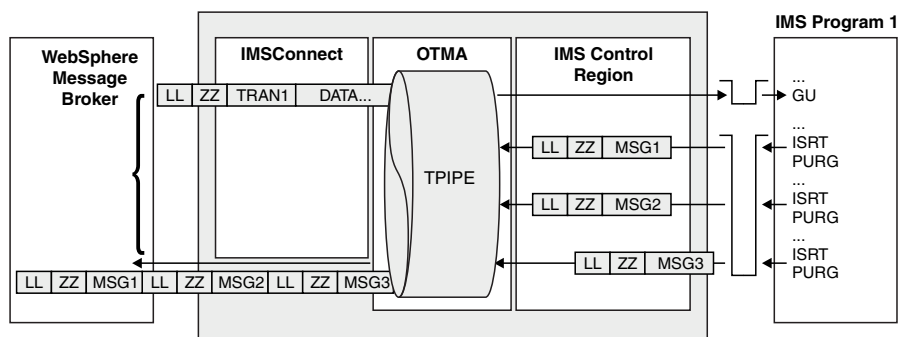 IMS Program 1
WebSphere
Message
Broker
IMSConnect
OTMA
IMS Control
Region
LL ZZ TRAN1 DATA...
...
GU
LL ZZ MSG1
...
ISRT
PURG
TPIPE
LL ZZ MSG2
...
ISRT
PURG
LL ZZ MSG3
...
ISRT
PURG
LL ZZ MSG1 LL ZZ MSG2 LL ZZ MSG3